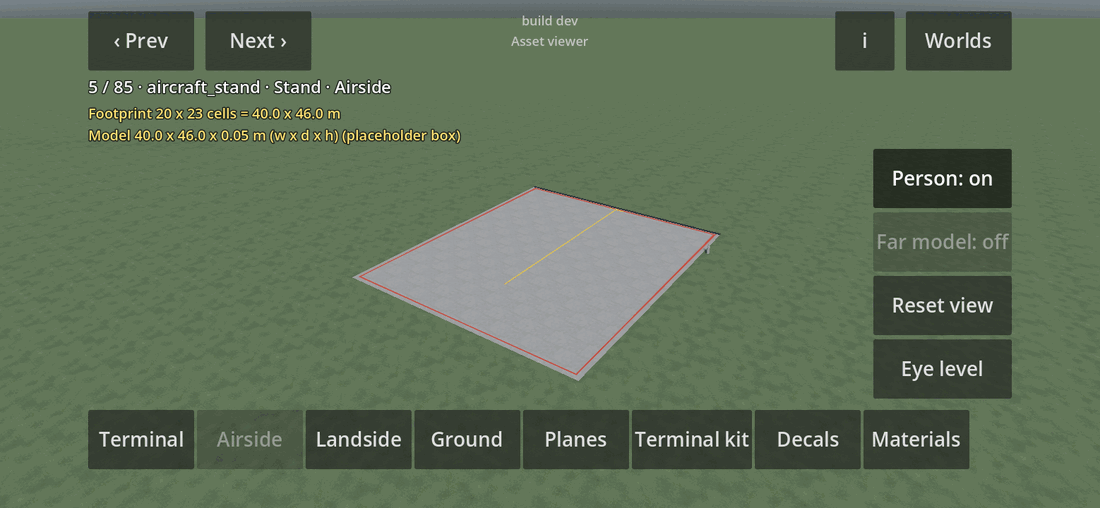 ‹ Prev
Next ›
build dev
Asset viewer
i
Worlds
5 / 85 · aircraft_stand · Stand · Airside
Footprint 20 x 23 cells = 40.0 x 46.0 m
Model 40.0 x 46.0 x 0.05 m (w x d x h) (placeholder box)
Person: on
Far model: off
Reset view
Eye level
Terminal
Airside
Landside
Ground
Planes
Terminal kit
Decals
Materials